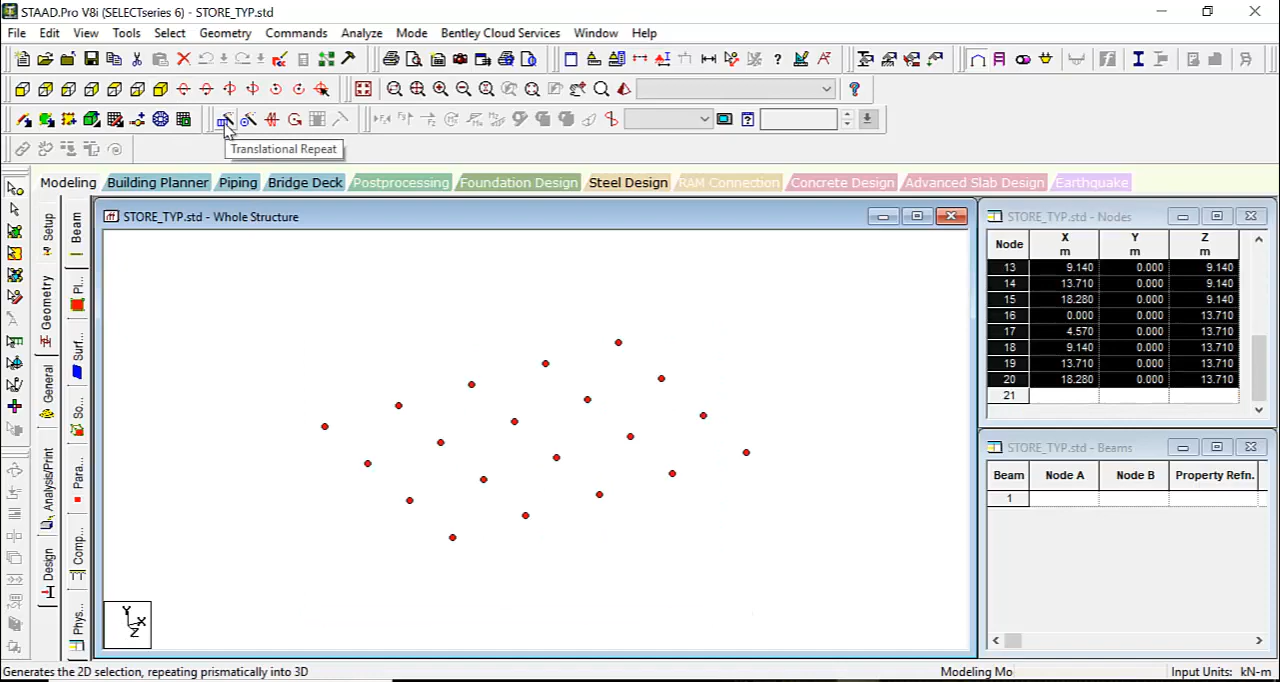 STAAD.Pro V8i (SELECTseries 6) - STORE_TYP.std
File Edit View Tools Select Geometry Commands Analyze Mode Bentley Cloud Services Window Help
Translational Repeat
Modeling Building Planner Piping Bridge Deck Postprocessing Foundation Design Steel Design RAM Connection Concrete Design Advanced Slab Design Earthquake
Setup
Geometry
General
Analysis/Print
Design
Beam
Pl...
Surf...
So...
Para...
Comp...
Phys...
STORE_TYP.std - Whole Structure
Y
X
Z
STORE_TYP.std - Nodes
Node X m Y m Z m
13 9.140 0.000 9.140
14 13.710 0.000 9.140
15 18.280 0.000 9.140
16 0.000 0.000 13.710
17 4.570 0.000 13.710
18 9.140 0.000 13.710
19 13.710 0.000 13.710
20 18.280 0.000 13.710
21
STORE_TYP.std - Beams
Beam Node A Node B Property Refn.
1
Generates the 2D selection, repeating prismatically into 3D
Modeling Mo
Input Units: kN-m